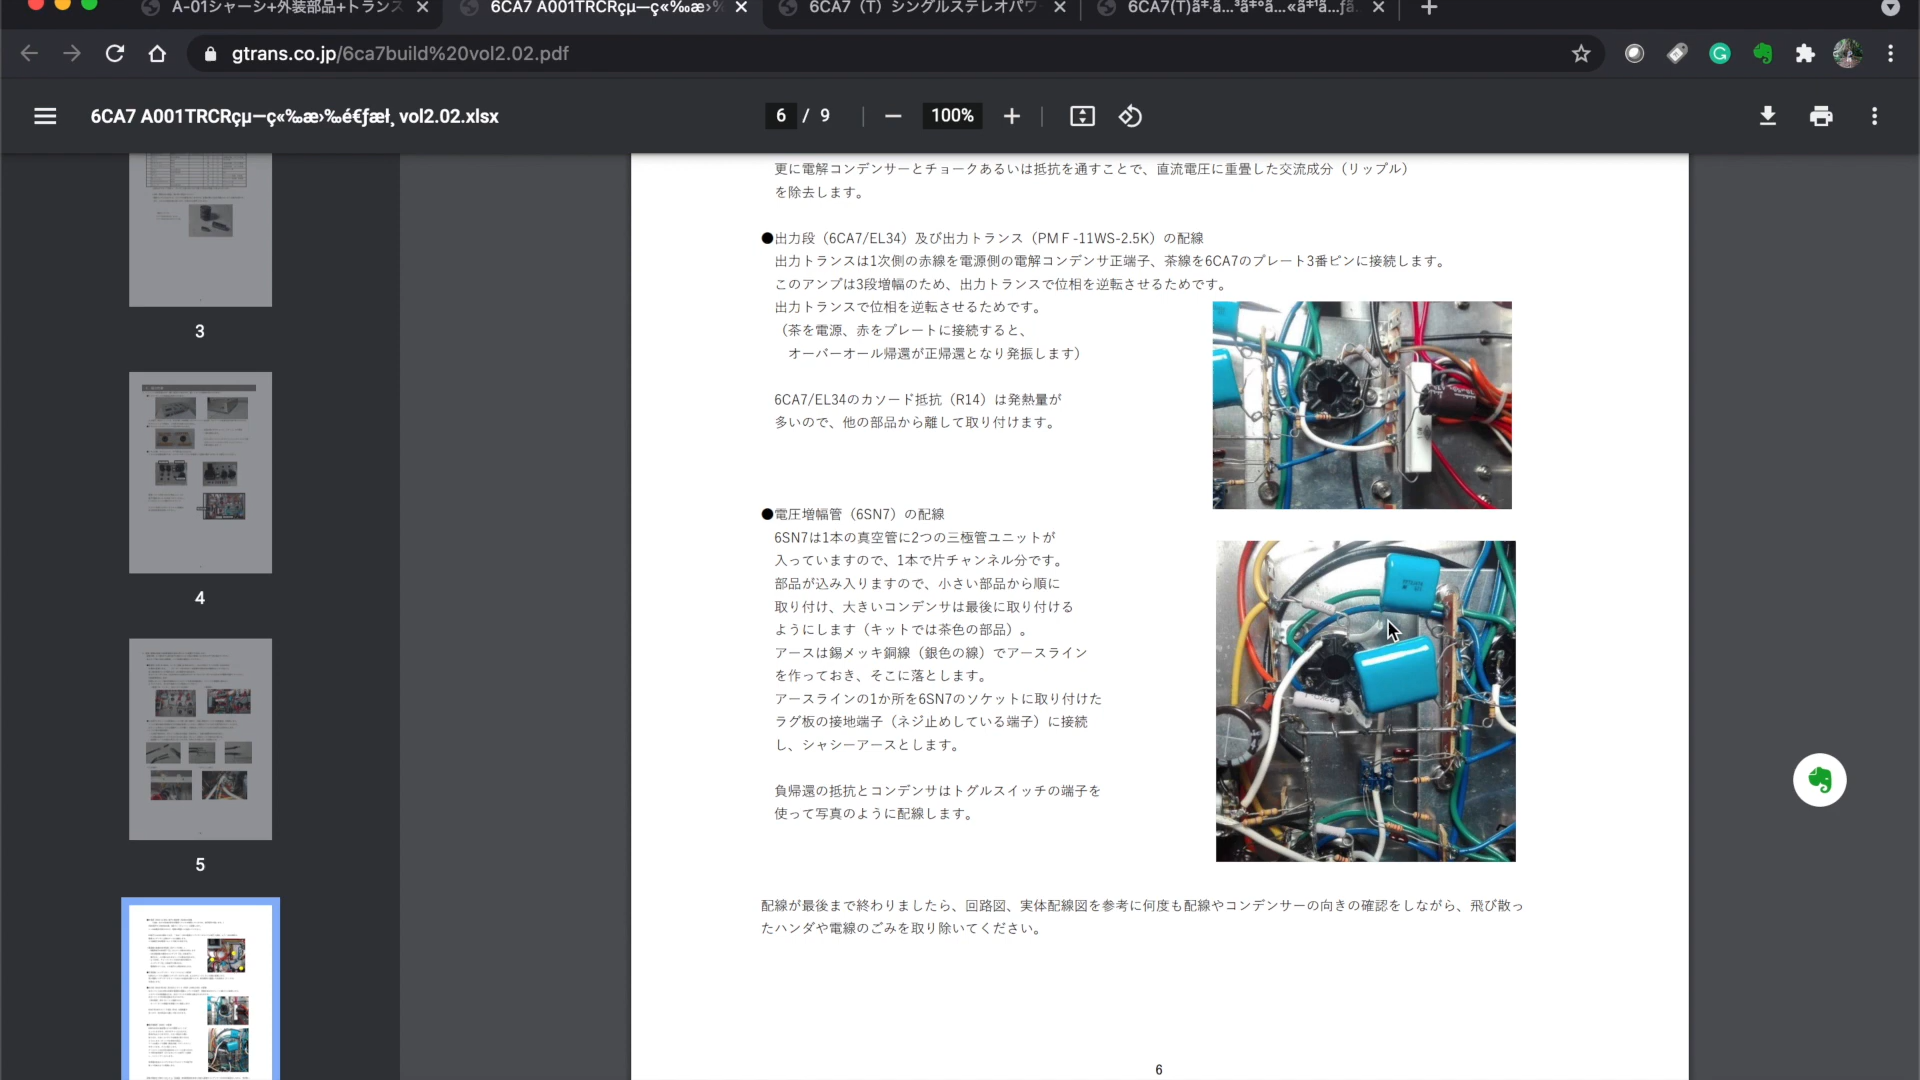 A-01シャーシ+外装部品+トランス
6CA7 A001TRCRçµ—ç«‰æ›‰
6CA7（T）シングルステレオパワ
gtrans.co.jp/6ca7build%20vol2.02.pdf
6 / 9
100%
更に電解コンデンサーとチョークあるいは抵抗を通すことで、直流電圧に重畳した交流成分（リップル）
を除去します。
●出力段（6CA7/EL34）及び出力トランス（PMＦ-11WS-2.5K）の配線
出力トランスは1次側の赤線を電源側の電解コンデンサ正端子、茶線を6CA7のプレート3番ピンに接続します。
このアンプは3段増幅のため、出力トランスで位相を逆転させるためです。
出力トランスで位相を逆転させるためです。
（茶を電源、赤をプレートに接続すると、
オーバーオール帰還が正帰還となり発振します）
6CA7/EL34のカソード抵抗（R14）は発熱量が
多いので、他の部品から離して取り付けます。
●電圧増幅管（6SN7）の配線
6SN7は1本の真空管に2つの三極管ユニットが
入っていますので、1本で片チャンネル分です。
部品が込み入りますので、小さい部品から順に
取り付け、大きいコンデンサは最後に取り付ける
ようにします（キットでは茶色の部品）。
アースは錫メッキ銅線（銀色の線）でアースライン
を作っておき、そこに落とします。
アースラインの1か所を6SN7のソケットに取り付けた
ラグ板の接地端子（ネジ止めしている端子）に接続
し、シャシーアースとします。
負帰還の抵抗とコンデンサはトグルスイッチの端子を
使って写真のように配線します。
配線が最後まで終わりましたら、回路図、実体配線図を参考に何度も配線やコンデンサーの向きの確認をしながら、飛び散っ
たハンダや電線のごみを取り除いてください。
6
3
4
5